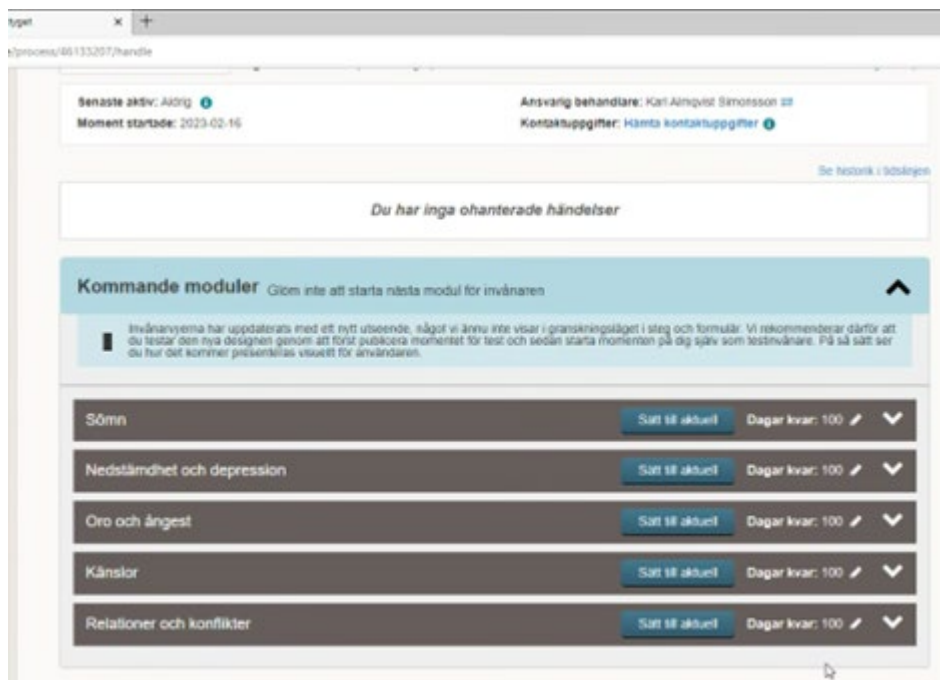 tyget
e/process/46133207/handle
Senaste aktiv: Aldrig
Ansvarig behandlare: Karl Almqvist Simonsson
Moment startade: 2023-02-16
Kontaktuppgifter: Hämta kontaktuppgifter
Se historik i tidslinjen
Du har inga ohanterade händelser
Kommande moduler Glöm inte att starta nästa modul för invånaren
Invånarvyerna har uppdaterats med ett nytt utseende, något vi ännu inte visar i granskningsläget i steg och formulär. Vi rekommenderar därför att
du testar den nya designen genom att först publicera momentet för test och sedan starta momenten på dig själv som testinvånare. På så sätt ser
du hur det kommer presenteras visuellt för användaren.
Sömn Sätt till aktuell Dagar kvar: 100
Nedstämdhet och depression Sätt till aktuell Dagar kvar: 100
Oro och ångest Sätt till aktuell Dagar kvar: 100
Känslor Sätt till aktuell Dagar kvar: 100
Relationer och konflikter Sätt till aktuell Dagar kvar: 100